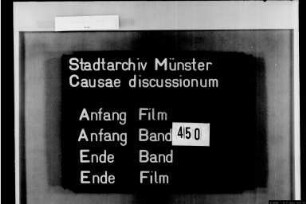 Stadtarchiv Münster
Causae discussionum
Anfang Film
Anfang Band 450
Ende Band
Ende Film